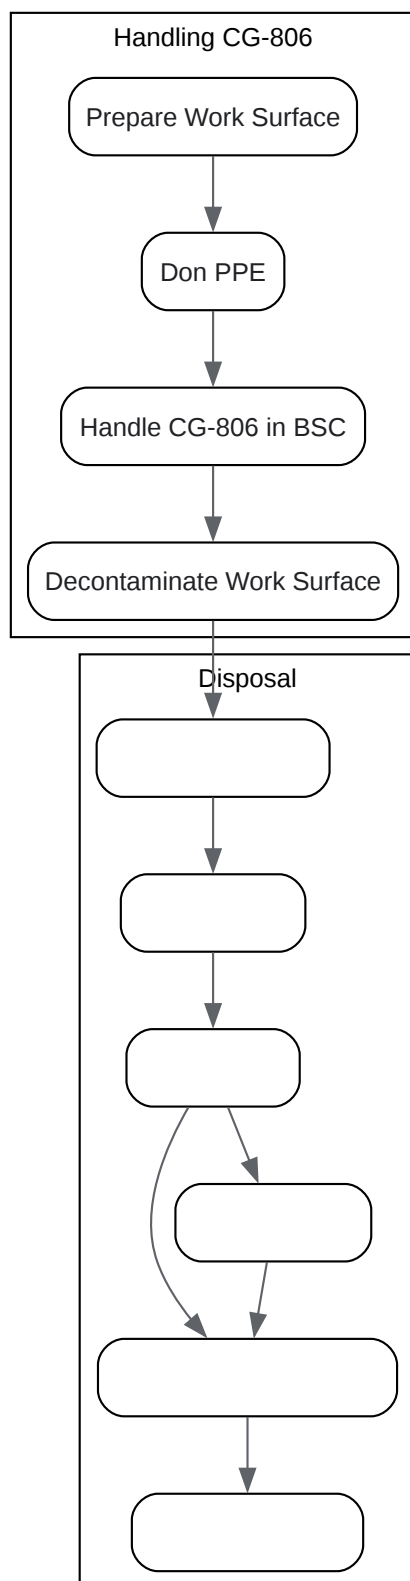 Handling CG-806
Prepare Work Surface
Don PPE
Handle CG-806 in BSC
Decontaminate Work Surface
Disposal